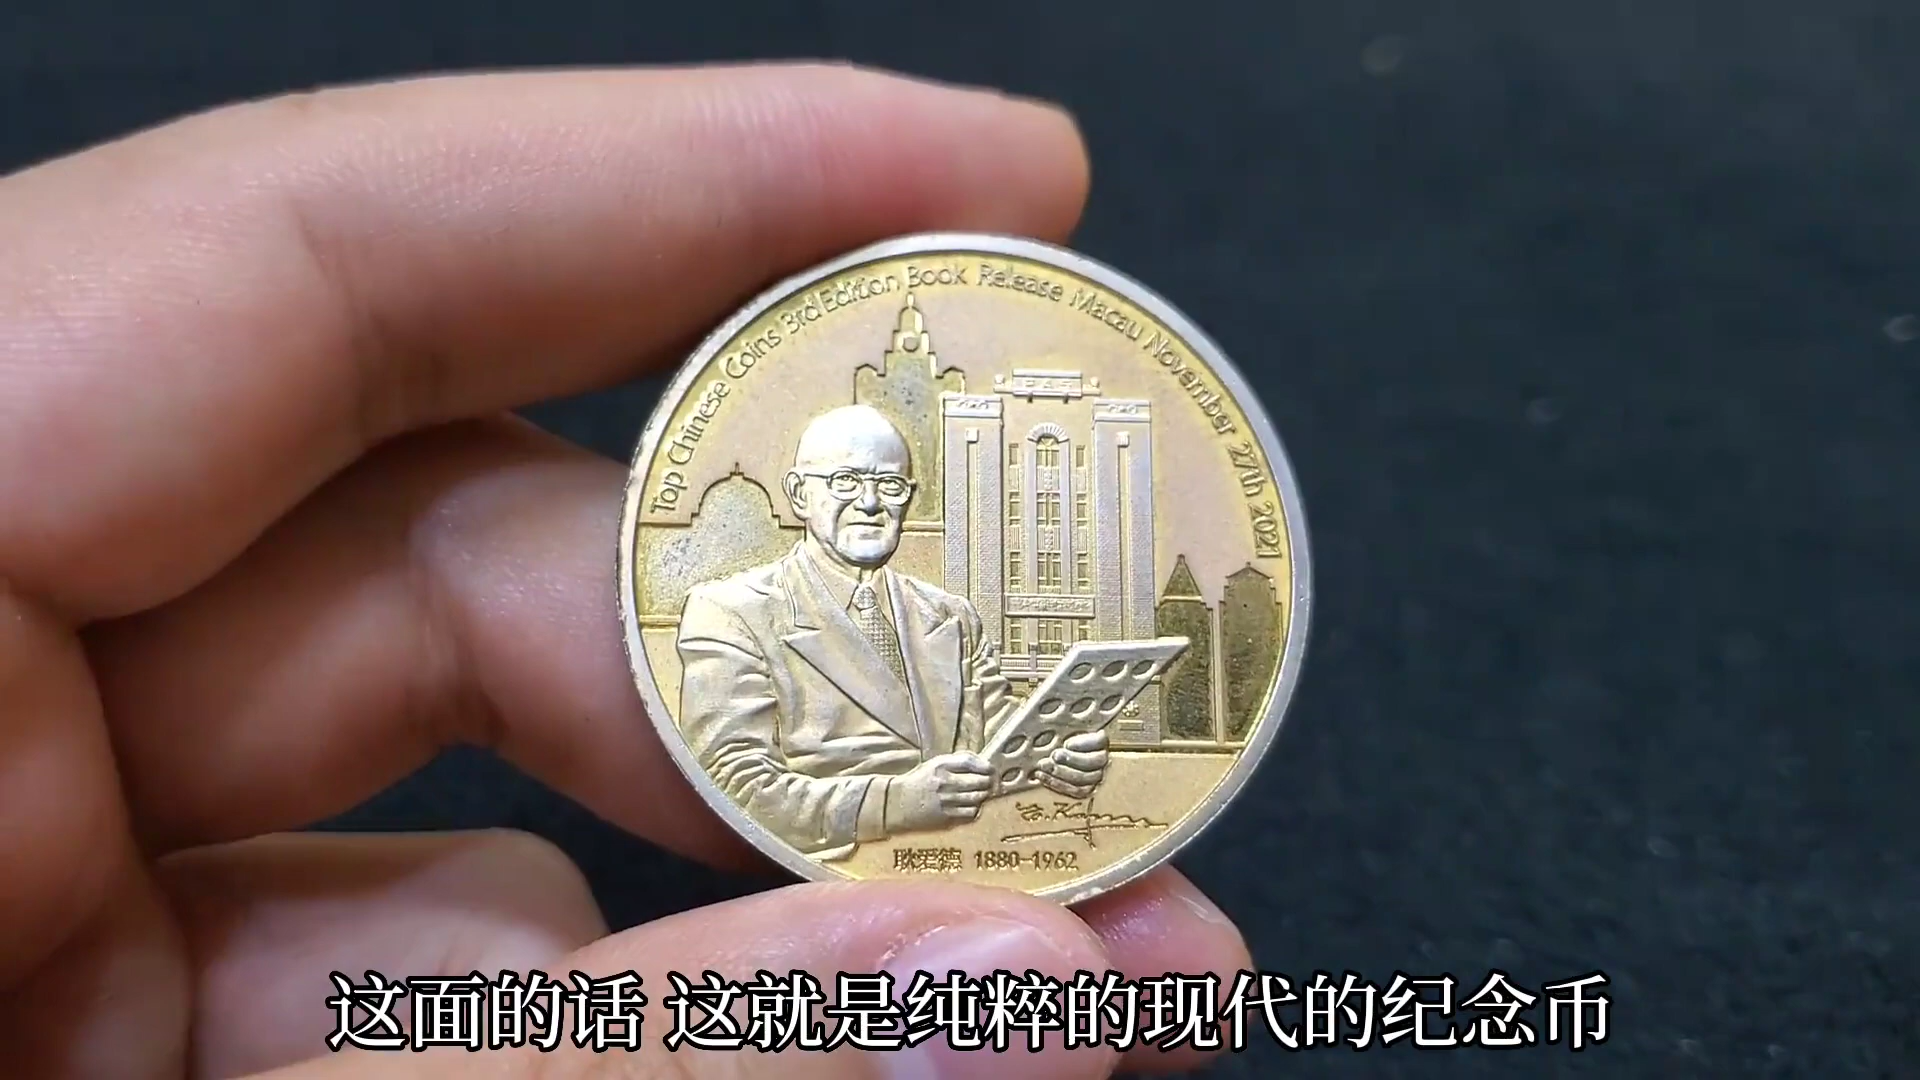 Top Chinese Coins 3rd Edition Book Release Macau November 27th 2021
耿爱德 1880-1962
这面的话 这就是纯粹的现代的纪念币